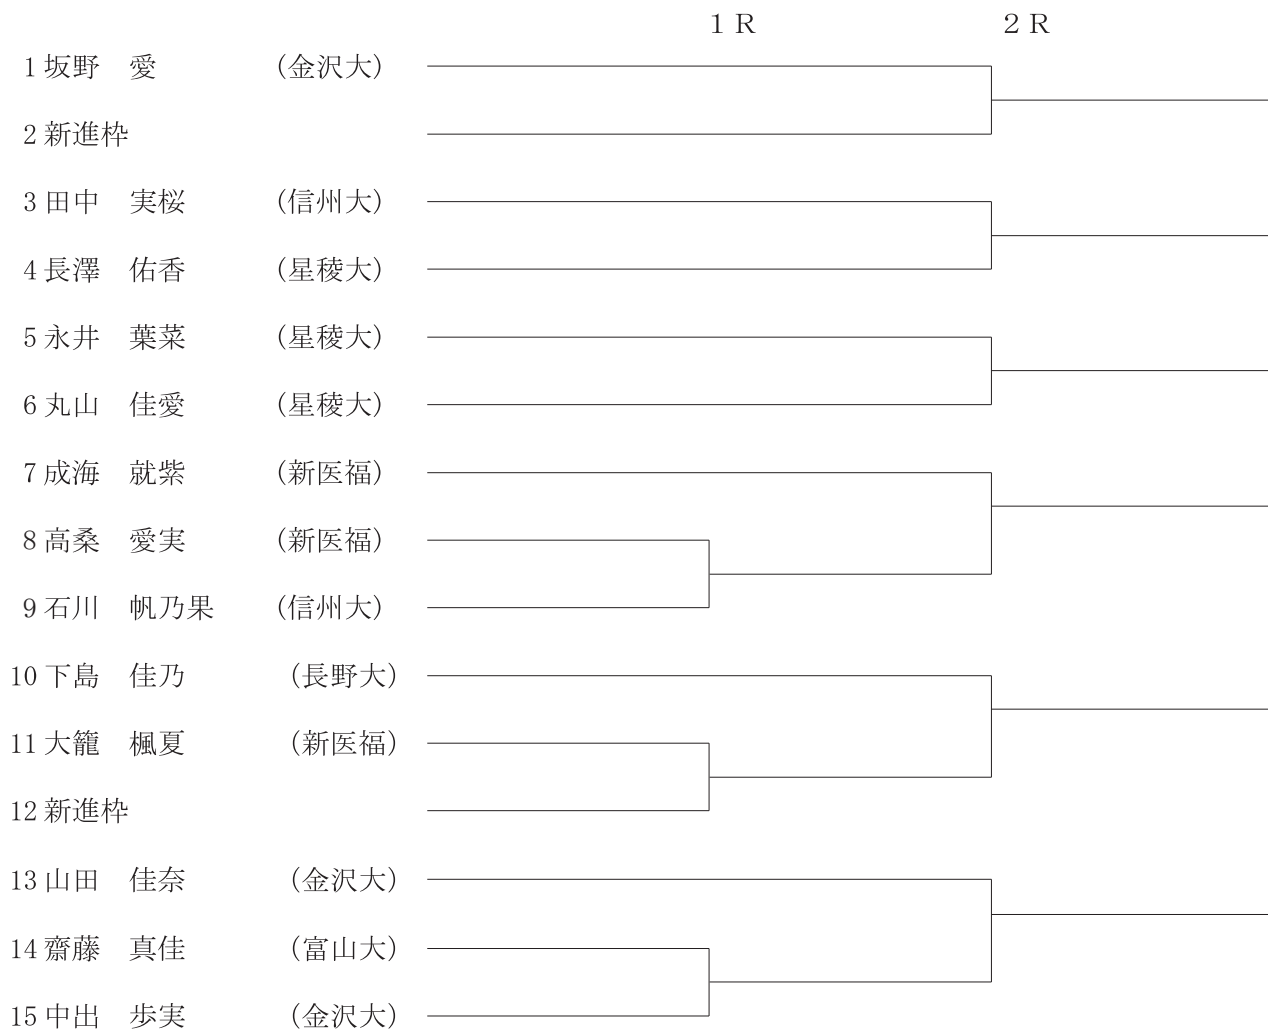 1 R 2 R
1 坂野 愛 (金沢大)
2 新進枠
3 田中 実桜 (信州大)
4 長澤 佑香 (星稜大)
5 永井 葉菜 (星稜大)
6 丸山 佳愛 (星稜大)
7 成海 就紫 (新医福)
8 高桑 愛実 (新医福)
9 石川 帆乃果 (信州大)
10 下島 佳乃 (長野大)
11 大籠 楓夏 (新医福)
12 新進枠
13 山田 佳奈 (金沢大)
14 齋藤 真佳 (富山大)
15 中出 歩実 (金沢大)